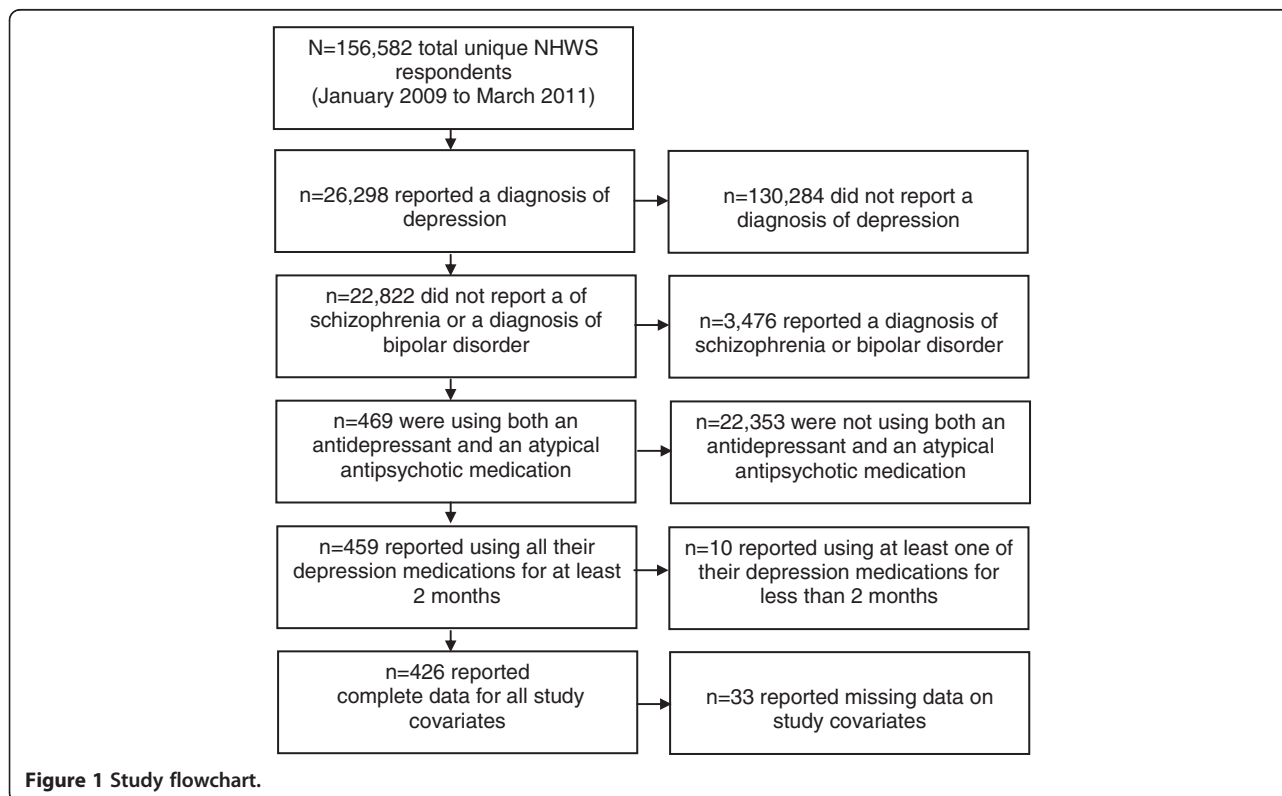 N=156,582 total unique NHWS
respondents
(January 2009 to March 2011)
n=26,298 reported a diagnosis of
depression
n=130,284 did not report a
diagnosis of depression
n=22,822 did not report a of
schizophrenia or a diagnosis of
bipolar disorder
n=3,476 reported a diagnosis of
schizophrenia or bipolar disorder
n=469 were using both an
antidepressant and an atypical
antipsychotic medication
n=22,353 were not using both an
antidepressant and an atypical
antipsychotic medication
n=459 reported using all their
depression medications for at least
2 months
n=10 reported using at least one of
their depression medications for
less than 2 months
n=426 reported
complete data for all study
covariates
n=33 reported missing data on
study covariates
Figure 1 Study flowchart.